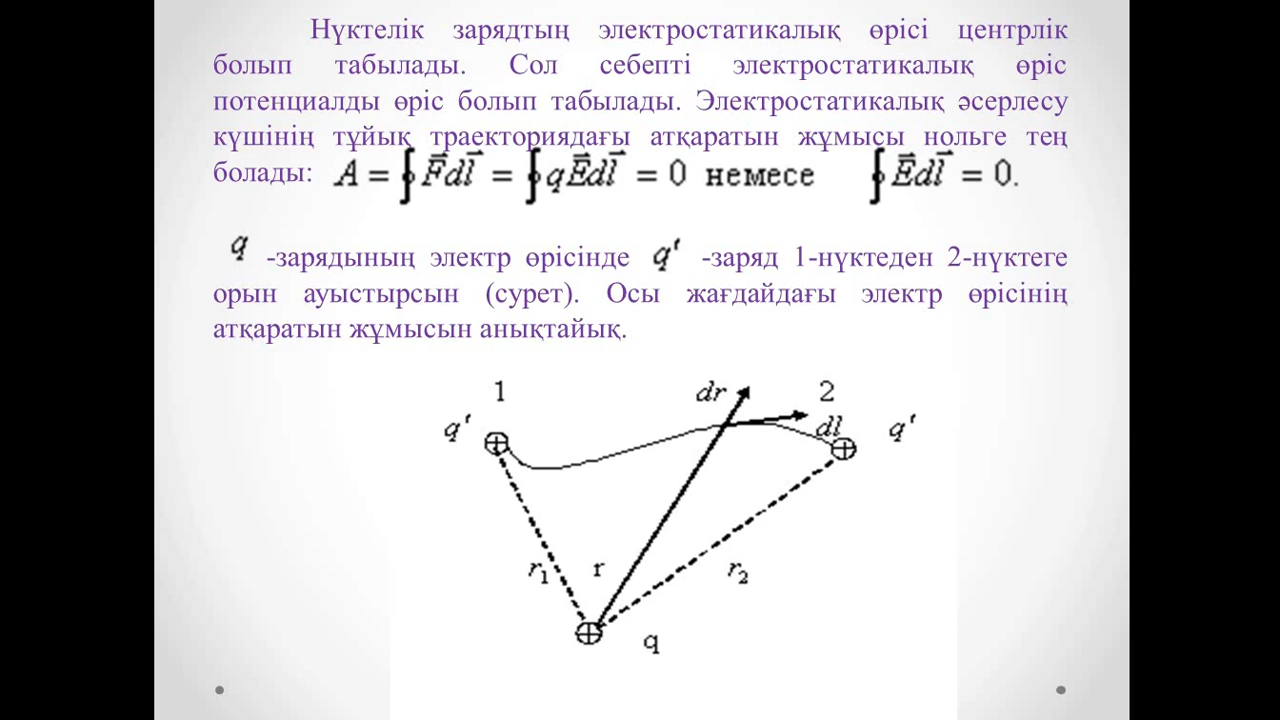 Нүктелік зарядтың электростатикалық өрісі центрлік
болып табылады. Сол себепті электростатикалық өріс
потенциалды өріс болып табылады. Электростатикалық әсерлесу
күшінің тұйық траекториядағы атқаратын жұмысы нольге тең
болады: A = ∮ F⃗dl⃗ = ∮ qE⃗dl⃗ = 0 немесе ∮ E⃗dl⃗ = 0.
q -зарядының электр өрісінде q' -заряд 1-нүктеден 2-нүктеге
орын ауыстырсын (сурет). Осы жағдайдағы электр өрісінің
атқаратын жұмысын анықтайық.
1 dr 2
q' dl q'
r₁ r r₂
q